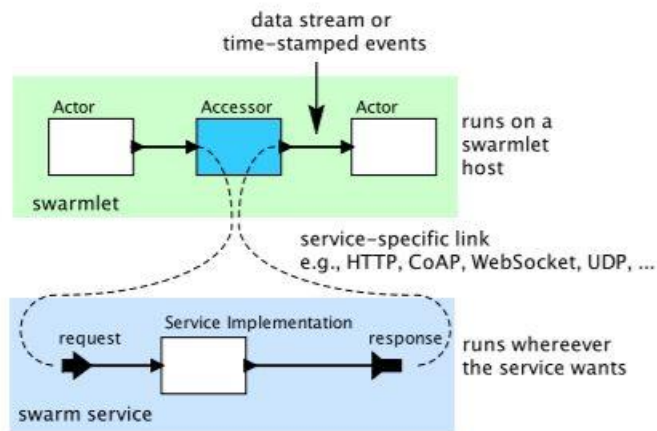 data stream or
time-stamped events
Actor
Accessor
Actor
runs on a
swarmlet
host
swarmlet
service-specific link
e.g., HTTP, CoAP, WebSocket, UDP, ...
Service Implementation
request
response
runs whereever
the service wants
swarm service